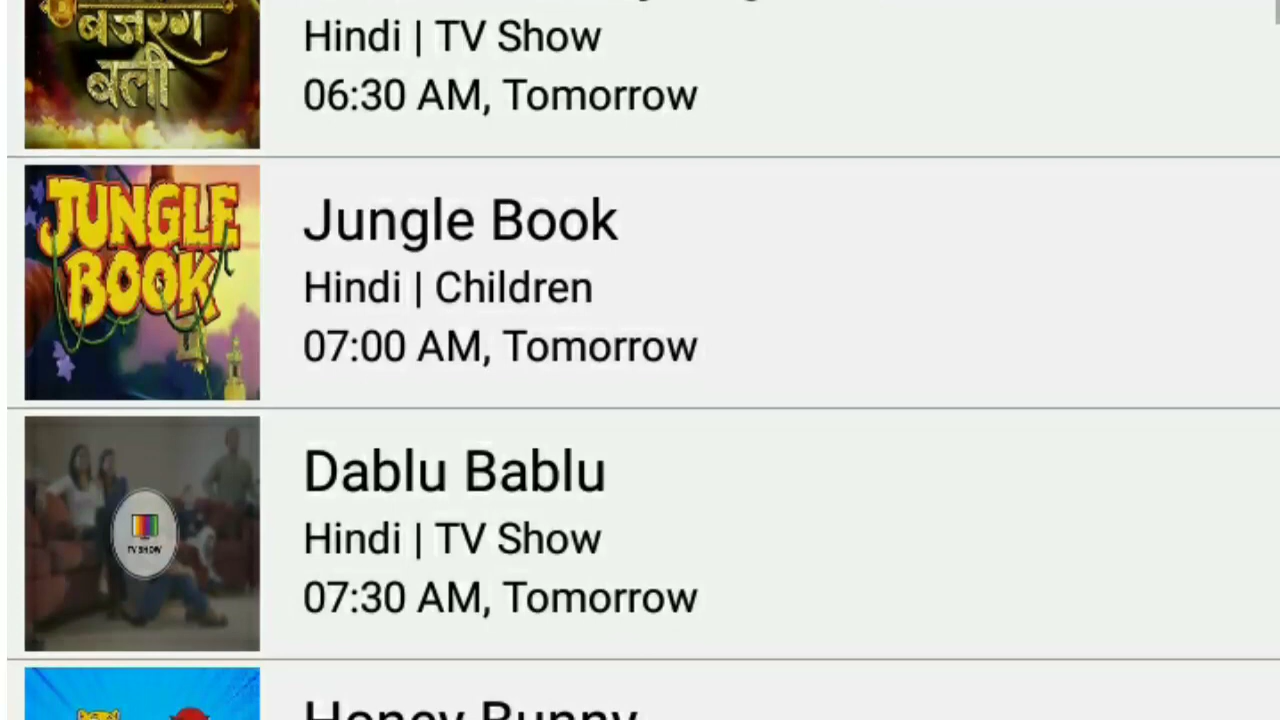 बजरंग
बली
Hindi | TV Show
06:30 AM, Tomorrow
JUNGLE
BOOK
Jungle Book
Hindi | Children
07:00 AM, Tomorrow
TV SHOW
Dablu Bablu
Hindi | TV Show
07:30 AM, Tomorrow
Honey Bunny